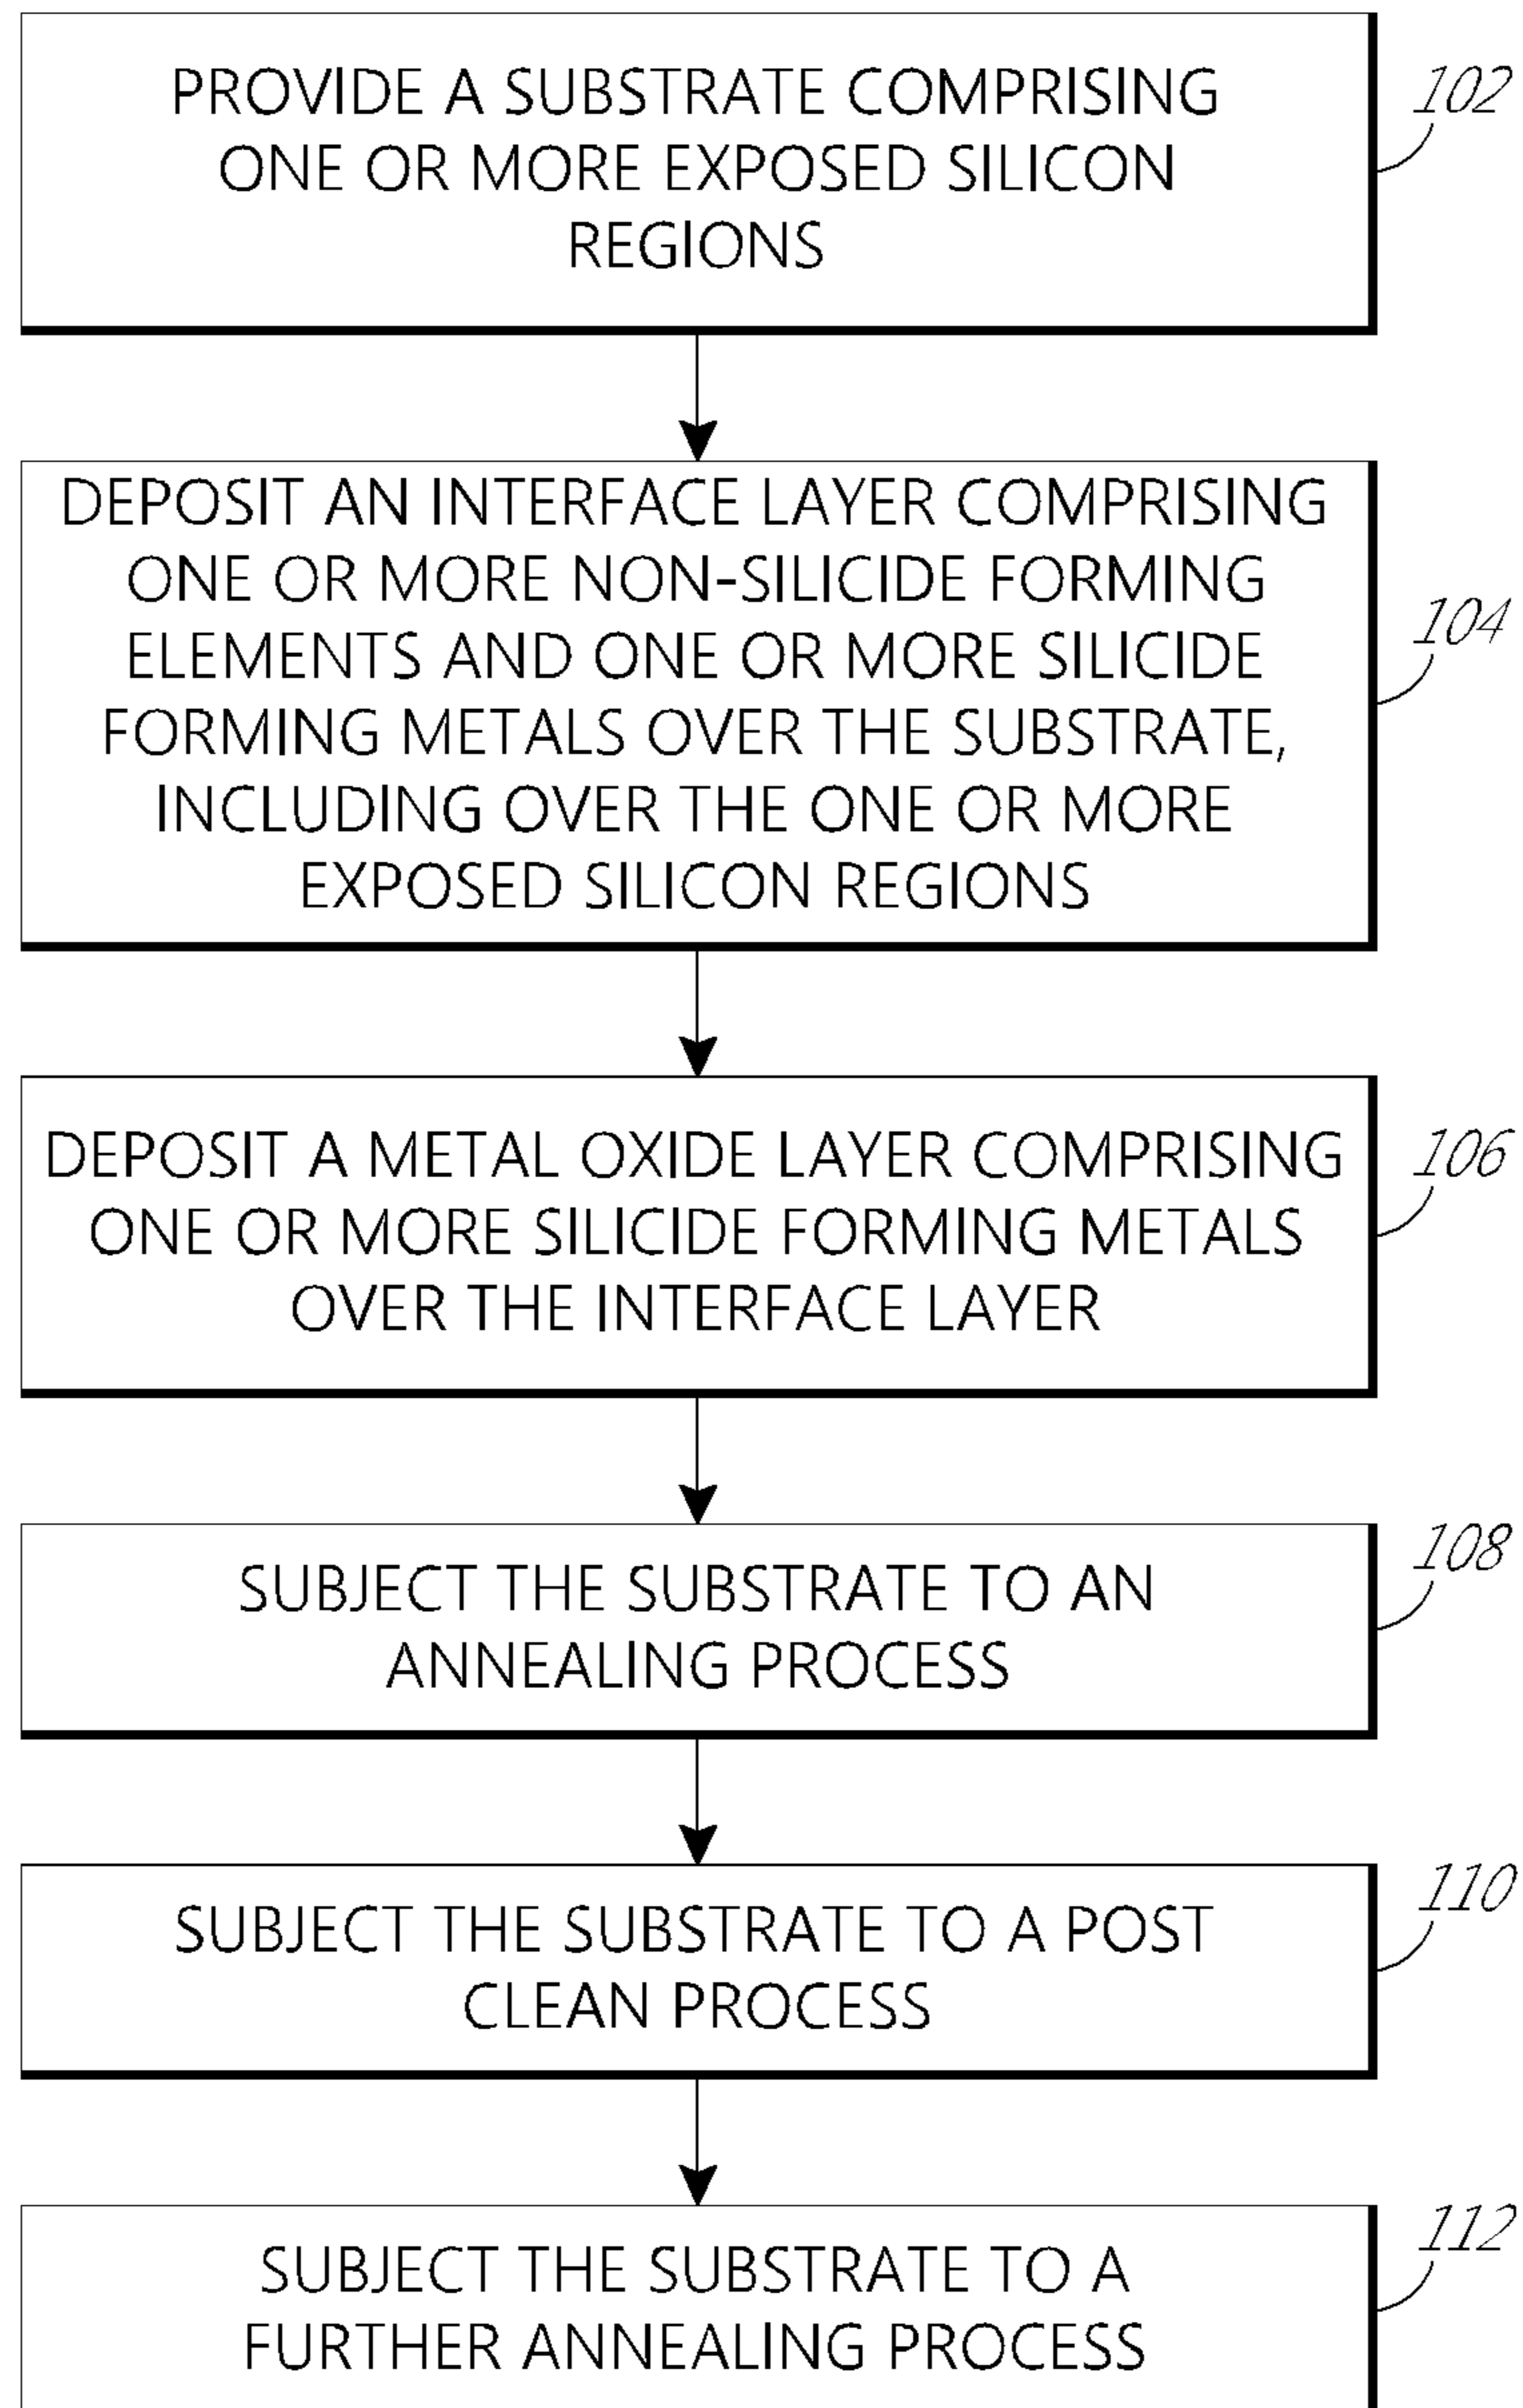 PROVIDE A SUBSTRATE COMPRISING
ONE OR MORE EXPOSED SILICON
REGIONS
102
DEPOSIT AN INTERFACE LAYER COMPRISING
ONE OR MORE NON-SILICIDE FORMING
ELEMENTS AND ONE OR MORE SILICIDE
FORMING METALS OVER THE SUBSTRATE,
INCLUDING OVER THE ONE OR MORE
EXPOSED SILICON REGIONS
104
DEPOSIT A METAL OXIDE LAYER COMPRISING
ONE OR MORE SILICIDE FORMING METALS
OVER THE INTERFACE LAYER
106
SUBJECT THE SUBSTRATE TO AN
ANNEALING PROCESS
108
SUBJECT THE SUBSTRATE TO A POST
CLEAN PROCESS
110
SUBJECT THE SUBSTRATE TO A
FURTHER ANNEALING PROCESS
112